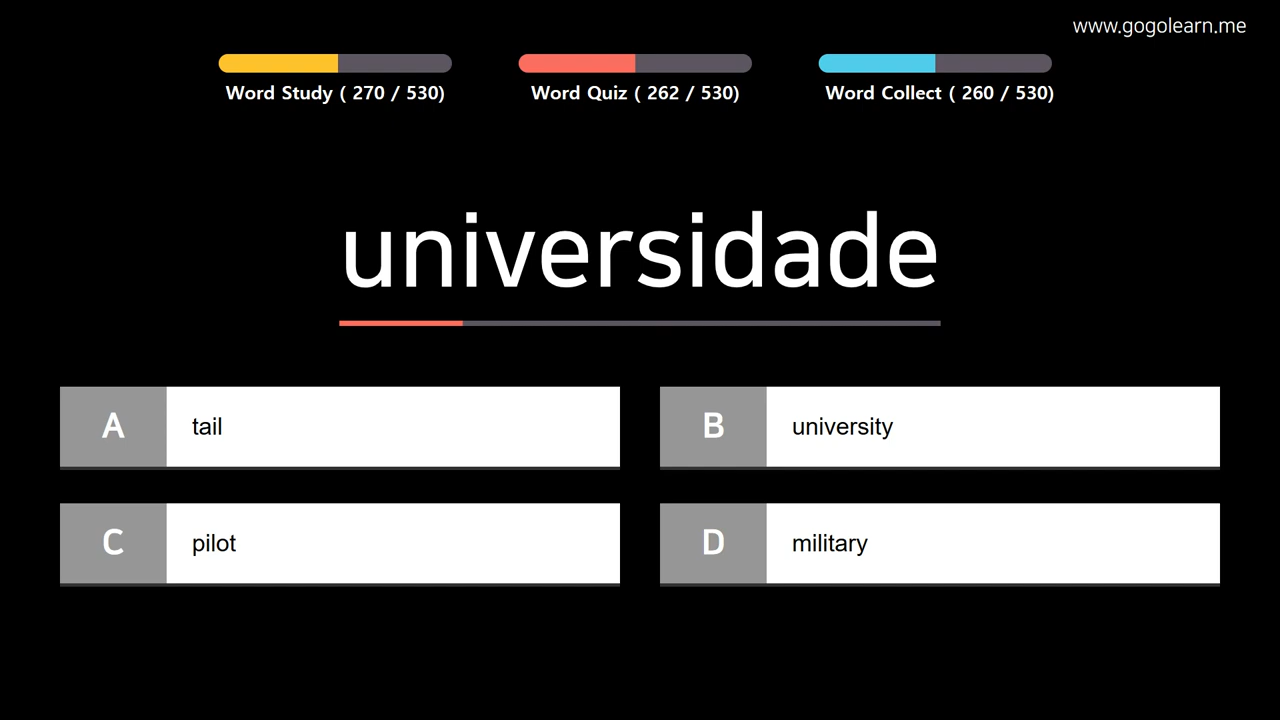 www.gogolearn.me
Word Study ( 270 / 530)
Word Quiz ( 262 / 530)
Word Collect ( 260 / 530)
universidade
A tail
B university
C pilot
D military